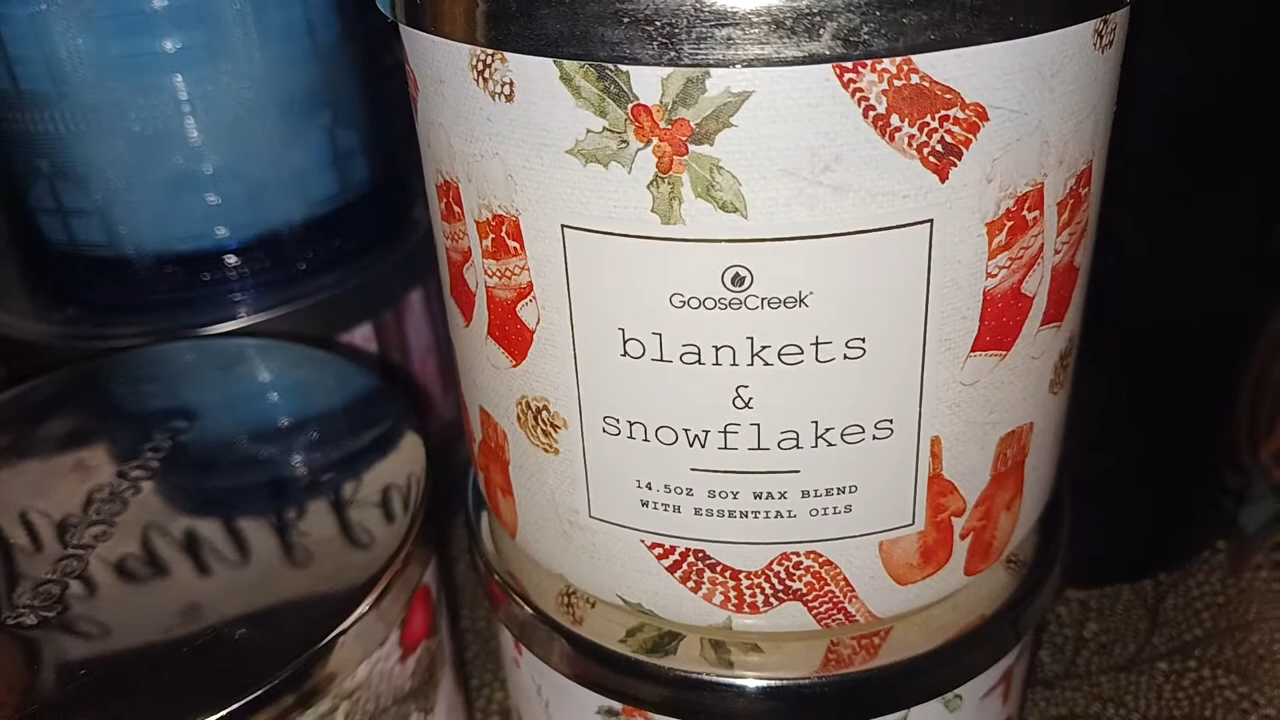 GooseCreek
blankets
&
snowflakes
14.5OZ SOY WAX BLEND
WITH ESSENTIAL OILS